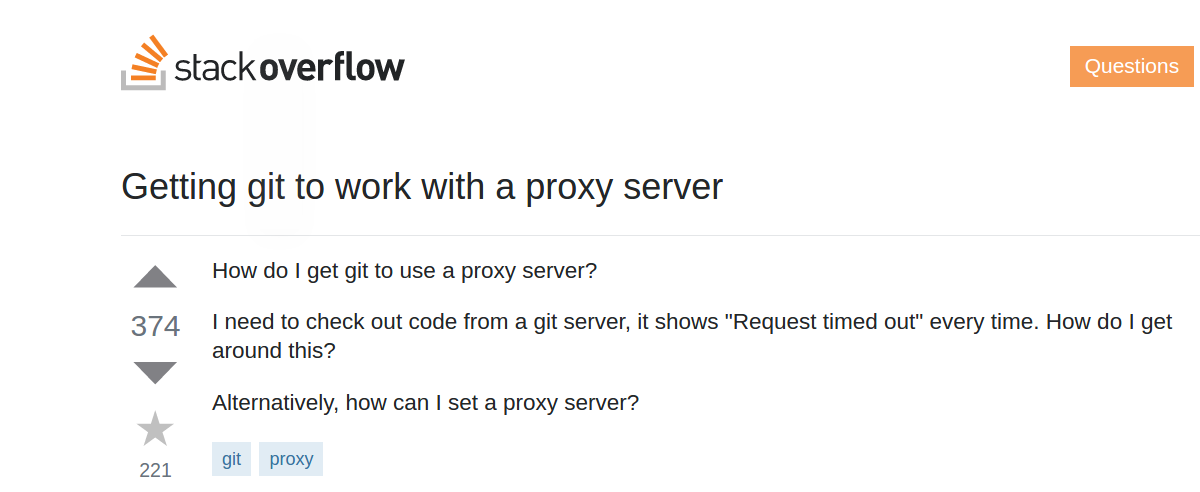 stackoverflow
Questions
Getting git to work with a proxy server
How do I get git to use a proxy server?
374
I need to check out code from a git server, it shows "Request timed out" every time. How do I get
around this?
Alternatively, how can I set a proxy server?
git proxy
221